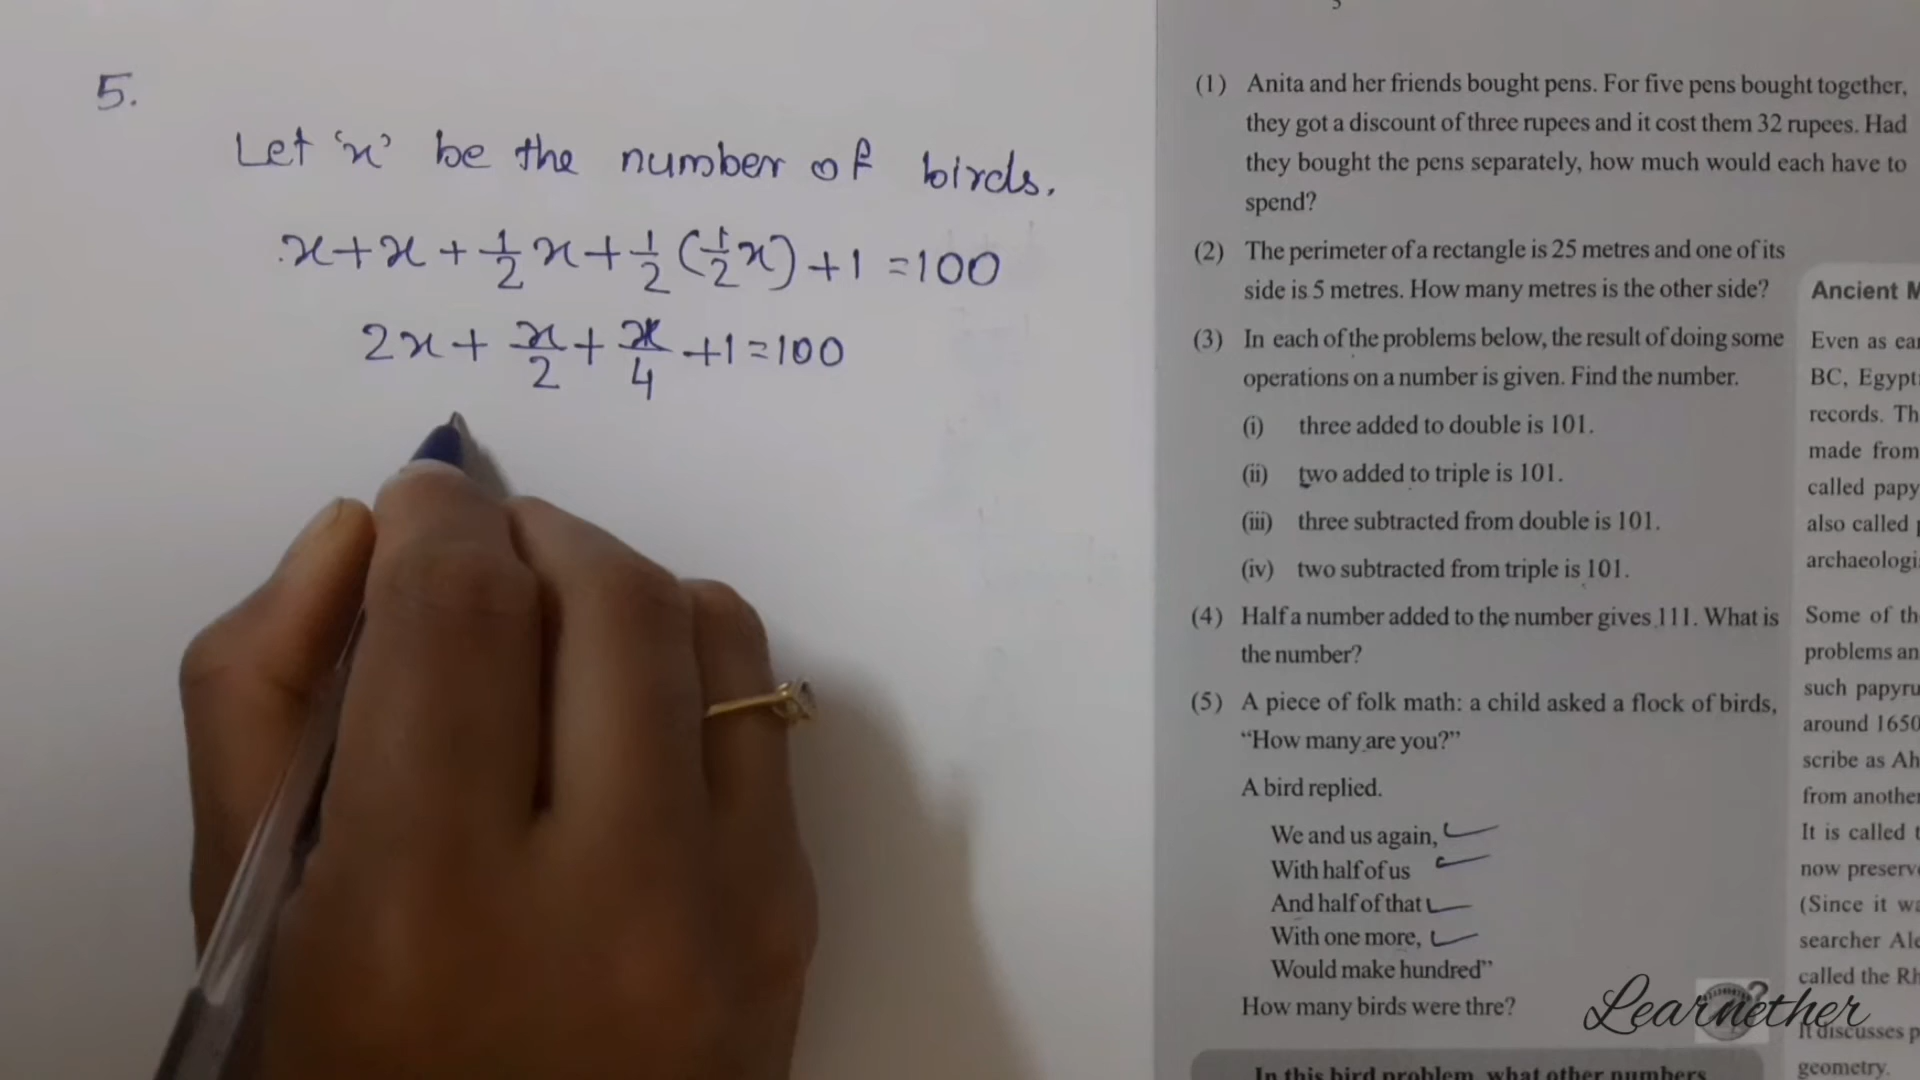 5.
Let 'x' be the number of birds.
x + x + 1/2 x + 1/2 (1/2 x) + 1 = 100
2x + x/2 + x/4 + 1 = 100
(1) Anita and her friends bought pens. For five pens bought together,
they got a discount of three rupees and it cost them 32 rupees. Had
they bought the pens separately, how much would each have to
spend?
(2) The perimeter of a rectangle is 25 metres and one of its
side is 5 metres. How many metres is the other side?
(3) In each of the problems below, the result of doing some
operations on a number is given. Find the number.
(i) three added to double is 101.
(ii) two added to triple is 101.
(iii) three subtracted from double is 101.
(iv) two subtracted from triple is 101.
(4) Half a number added to the number gives 111. What is
the number?
(5) A piece of folk math: a child asked a flock of birds,
“How many are you?”
A bird replied.
We and us again,
With half of us
And half of that
With one more,
Would make hundred”
How many birds were thre?
In this bird problem, what other numbers
Ancient
Even as
BC, Egypt
records.
made from
called
also called
archaeologi
Some of
problems
such
around 1650
scribe as
from another
It is called
now
(Since it
searcher
called the
It discusses
geometry.
Learnether